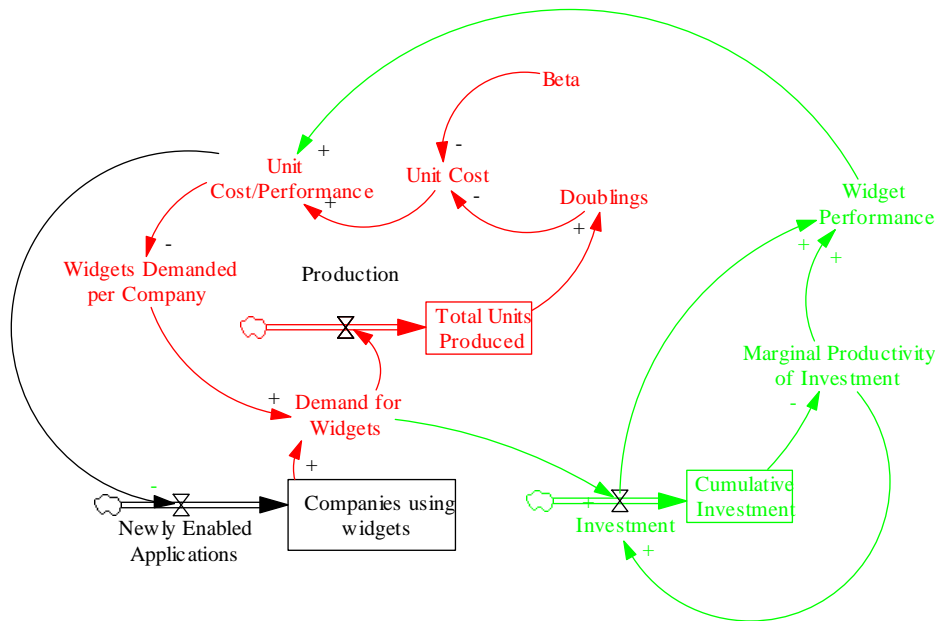 Beta
+
-
Unit
Cost/Performance
+
Unit Cost
-
Doublings
+
Widget
Performance
+
+
-
Widgets Demanded
per Company
Production
Total Units
Produced
Marginal Productivity
of Investment
-
+
Demand for
Widgets
+
-
Companies using
widgets
Newly Enabled
Applications
Cumulative
Investment
+
Investment
+